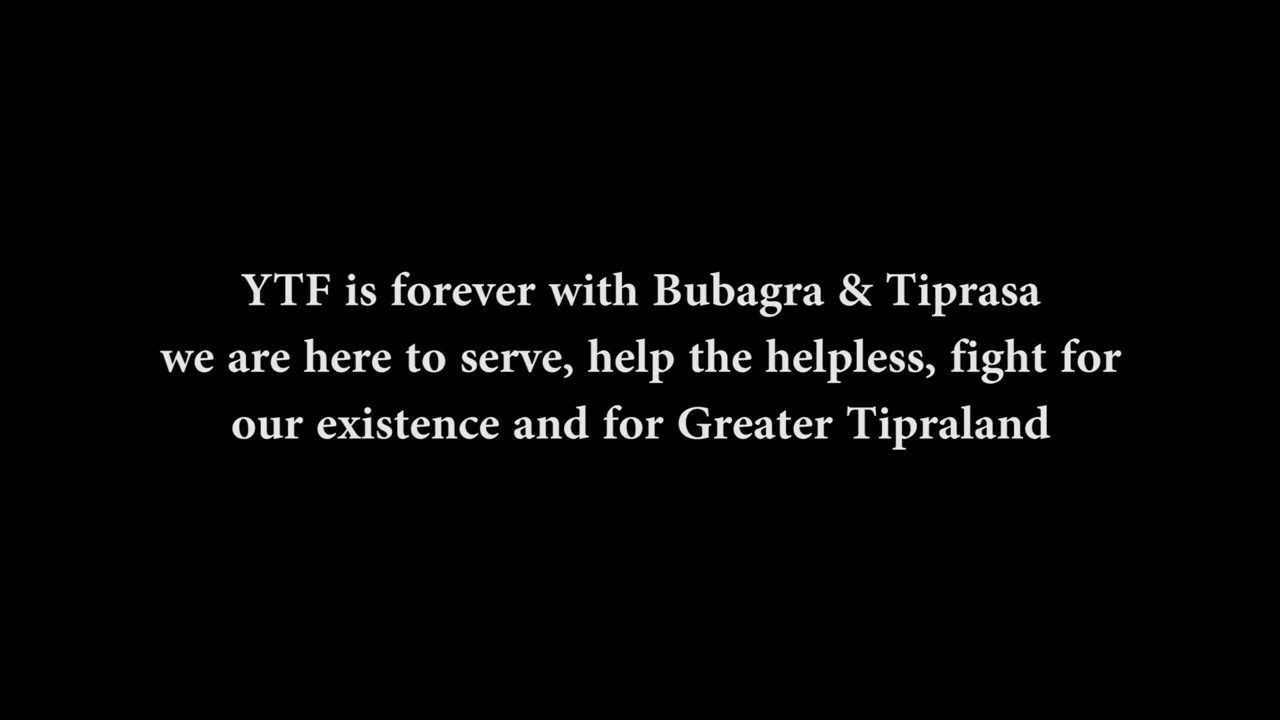 YTF is forever with Bubagra & Tiprasa
we are here to serve, help the helpless, fight for
our existence and for Greater Tipraland